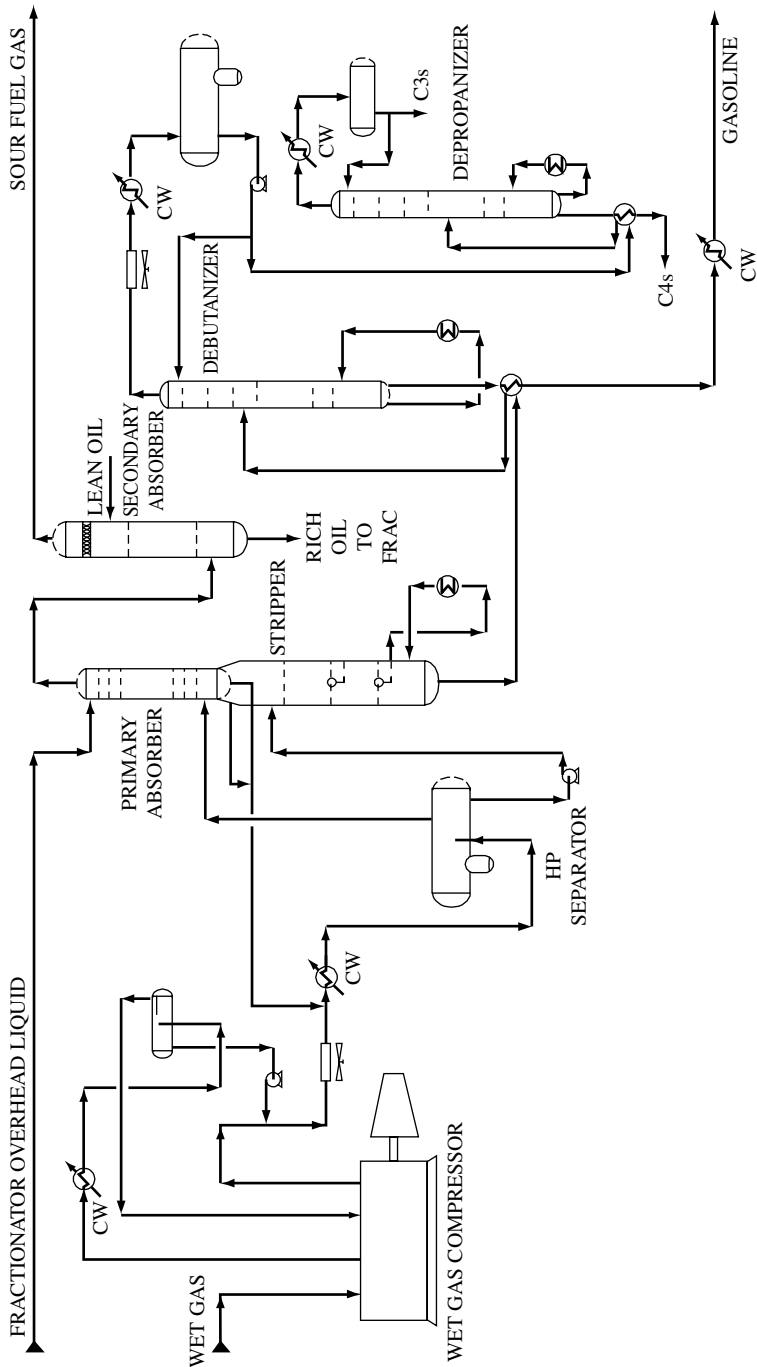 FRACTIONATOR OVERHEAD LIQUID
SOUR FUEL GAS
WET GAS
CW
WET GAS COMPRESSOR
CW
HP
SEPARATOR
PRIMARY
ABSORBER
STRIPPER
LEAN OIL
SECONDARY
ABSORBER
RICH
OIL
TO
FRAC
DEBUTANIZER
CW
CW
C3s
DEPROPANIZER
C4s
CW
GASOLINE